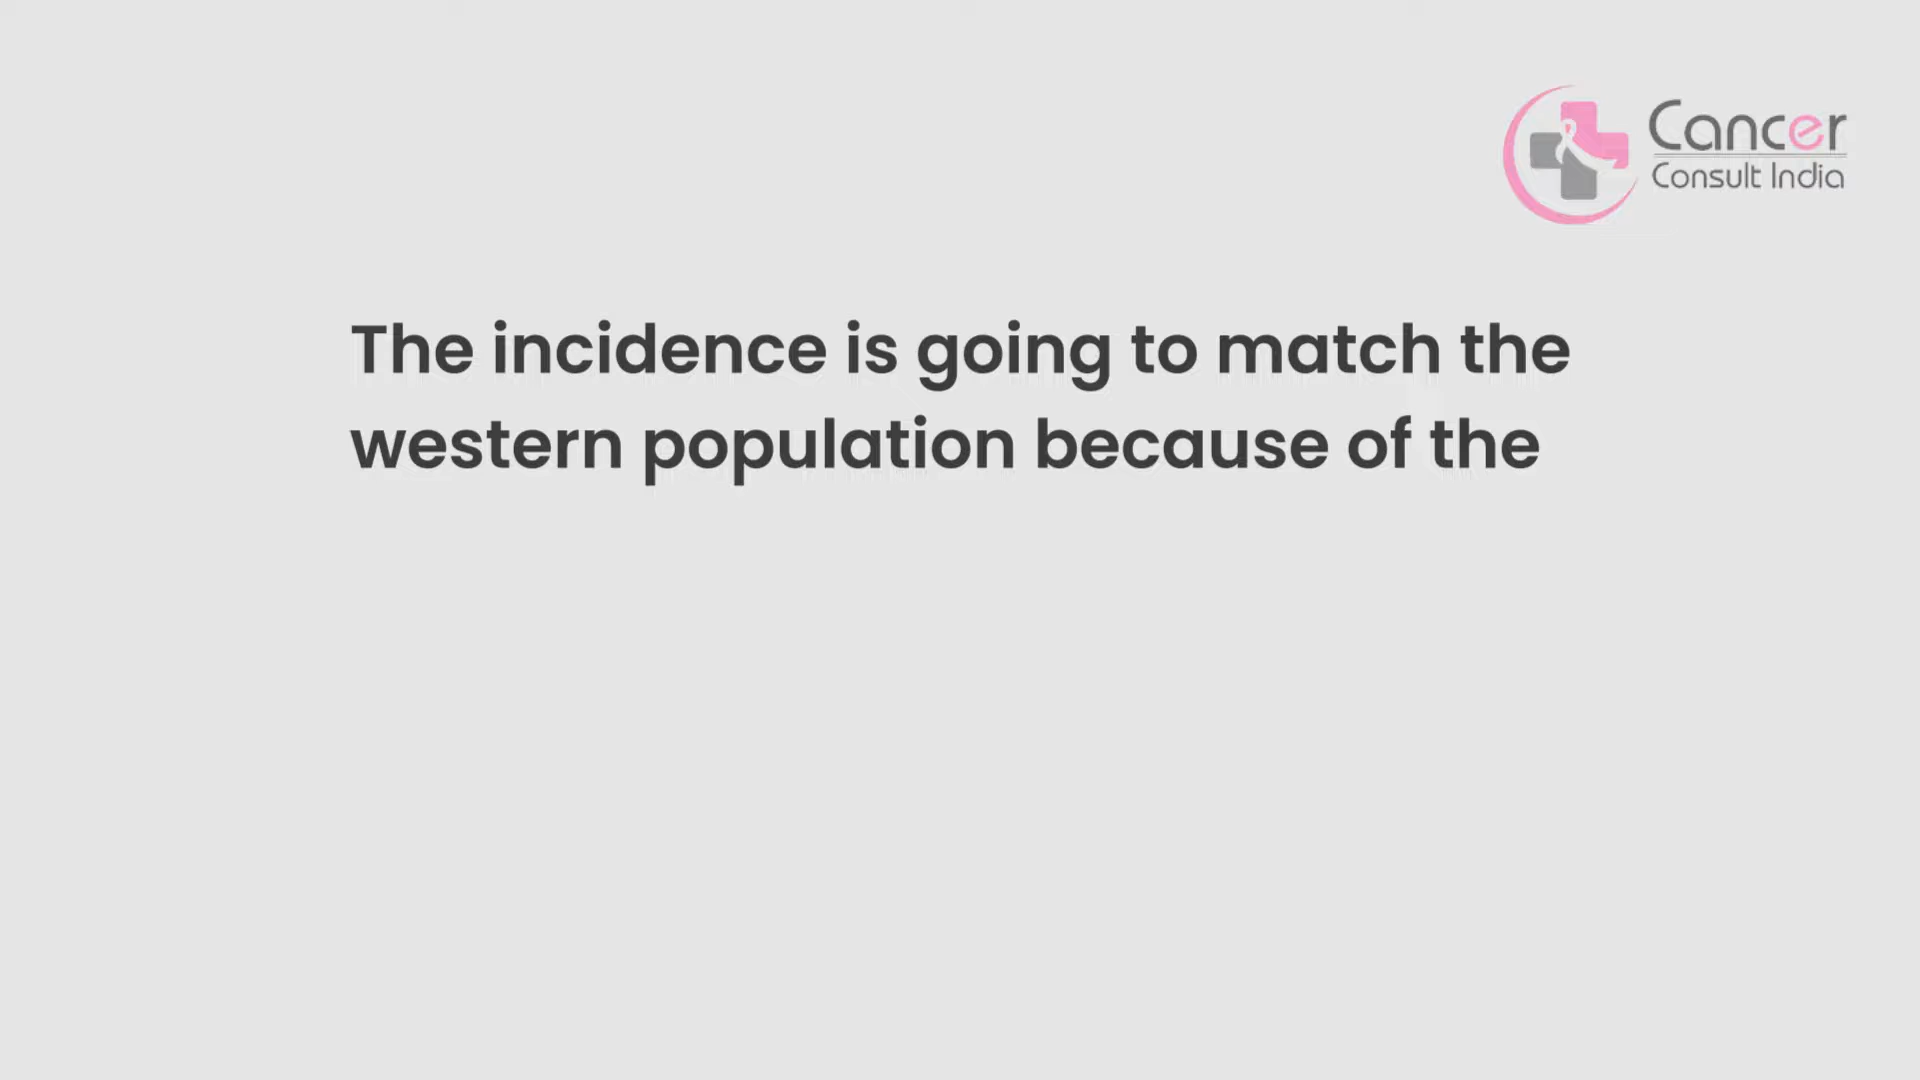 Cancer
Consult India
The incidence is going to match the
western population because of the